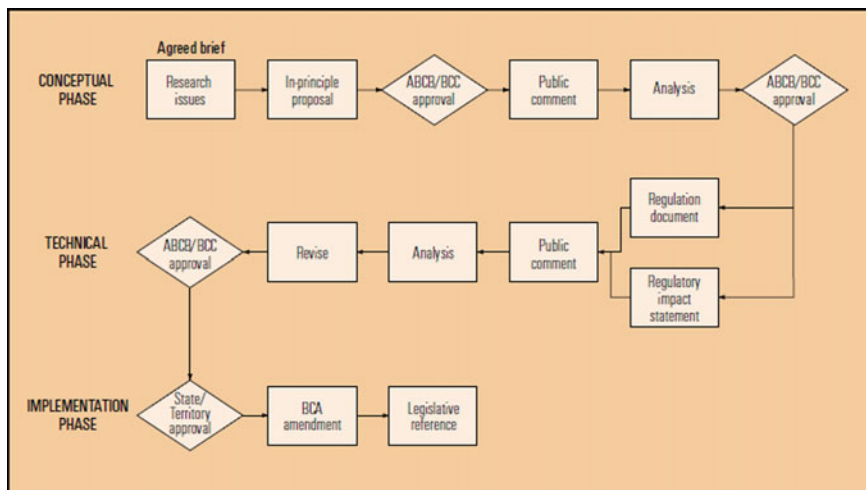 Agreed brief
CONCEPTUAL
PHASE
Research
issues
In-principle
proposal
ABCB/BCC
approval
Public
comment
Analysis
ABCB/BCC
approval
Regulation
document
TECHNICAL
PHASE
ABCB/BCC
approval
Revise
Analysis
Public
comment
Regulatory
impact
statement
IMPLEMENTATION
PHASE
State/
Territory
approval
BCA
amendment
Legislative
reference